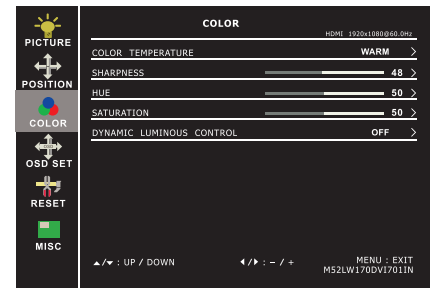 PICTURE
POSITION
COLOR
OSD SET
RESET
MISC
COLOR
HDMI 1920x1080@60.0Hz
COLOR TEMPERATURE WARM >
SHARPNESS 48 >
HUE 50 >
SATURATION 50 >
DYNAMIC LUMINOUS CONTROL OFF >
▲/▼ : UP / DOWN ◀/▶ : – / + MENU : EXIT
M52LW170DVI701IN